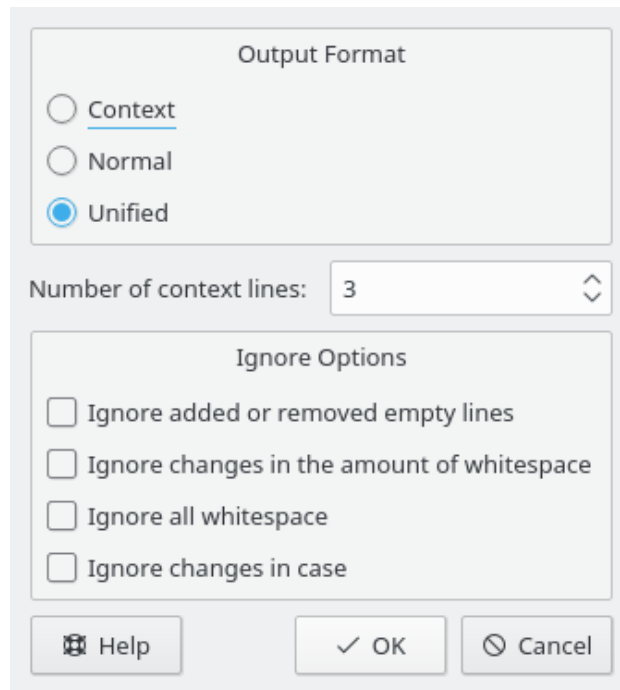 Output Format
Context
Normal
Unified
Number of context lines: 3
Ignore Options
Ignore added or removed empty lines
Ignore changes in the amount of whitespace
Ignore all whitespace
Ignore changes in case
Help OK Cancel